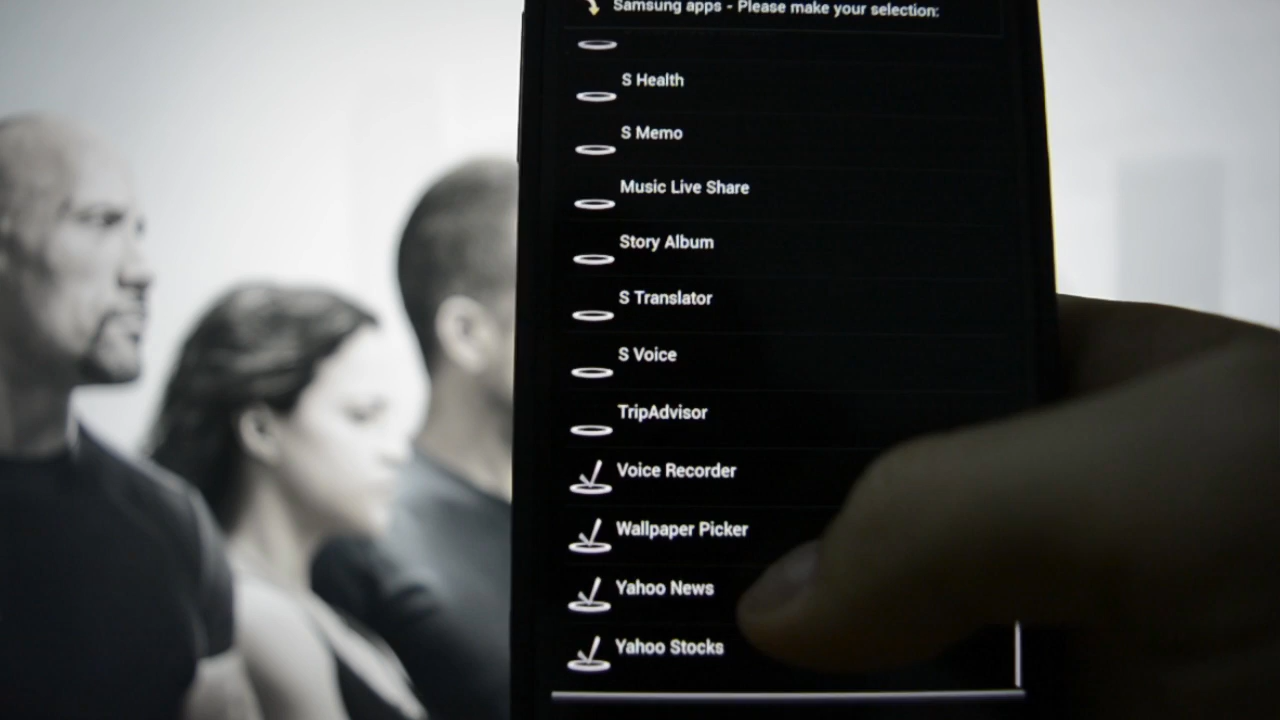 Samsung apps - Please make your selection:
S Health
S Memo
Music Live Share
Story Album
S Translator
S Voice
TripAdvisor
Voice Recorder
Wallpaper Picker
Yahoo News
Yahoo Stocks